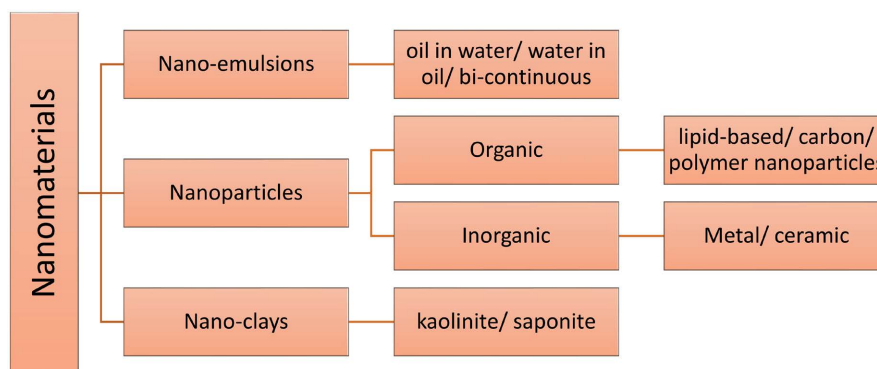 Nanomaterials
Nano-emulsions
oil in water/ water in
oil/ bi-continuous
Nanoparticles
Organic
lipid-based/ carbon/
polymer nanoparticles
Inorganic
Metal/ ceramic
Nano-clays
kaolinite/ saponite